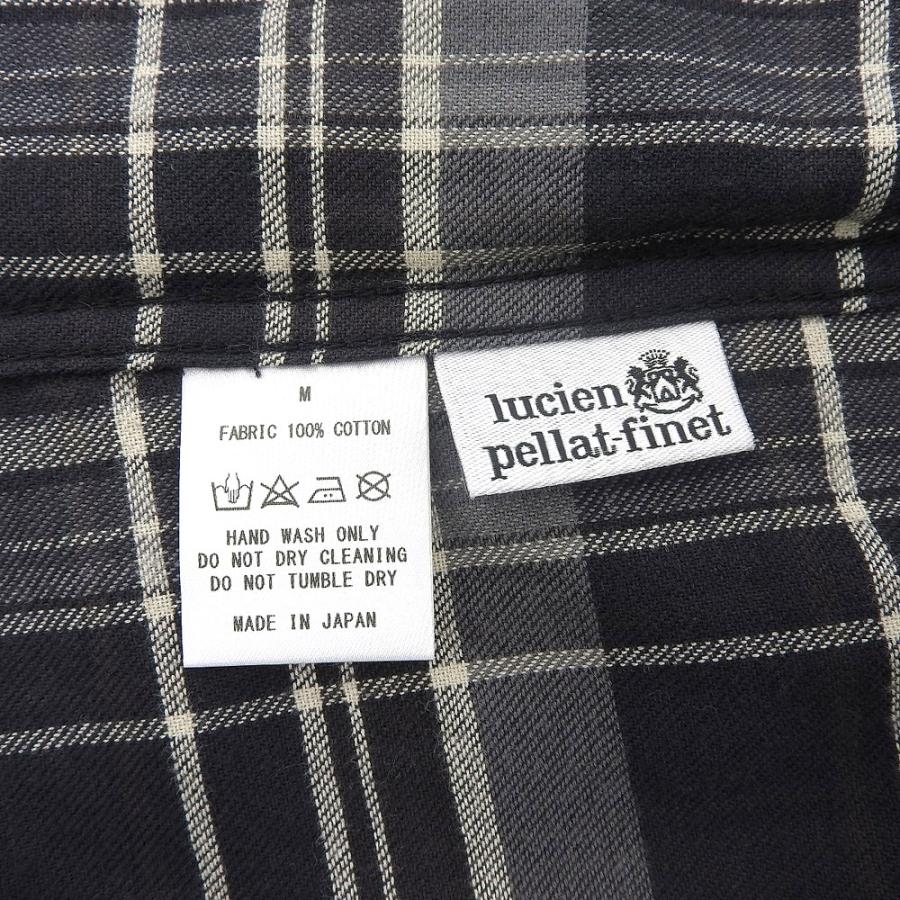 M
FABRIC 100% COTTON
HAND WASH ONLY
DO NOT DRY CLEANING
DO NOT TUMBLE DRY
MADE IN JAPAN
lucien
pellat-finet